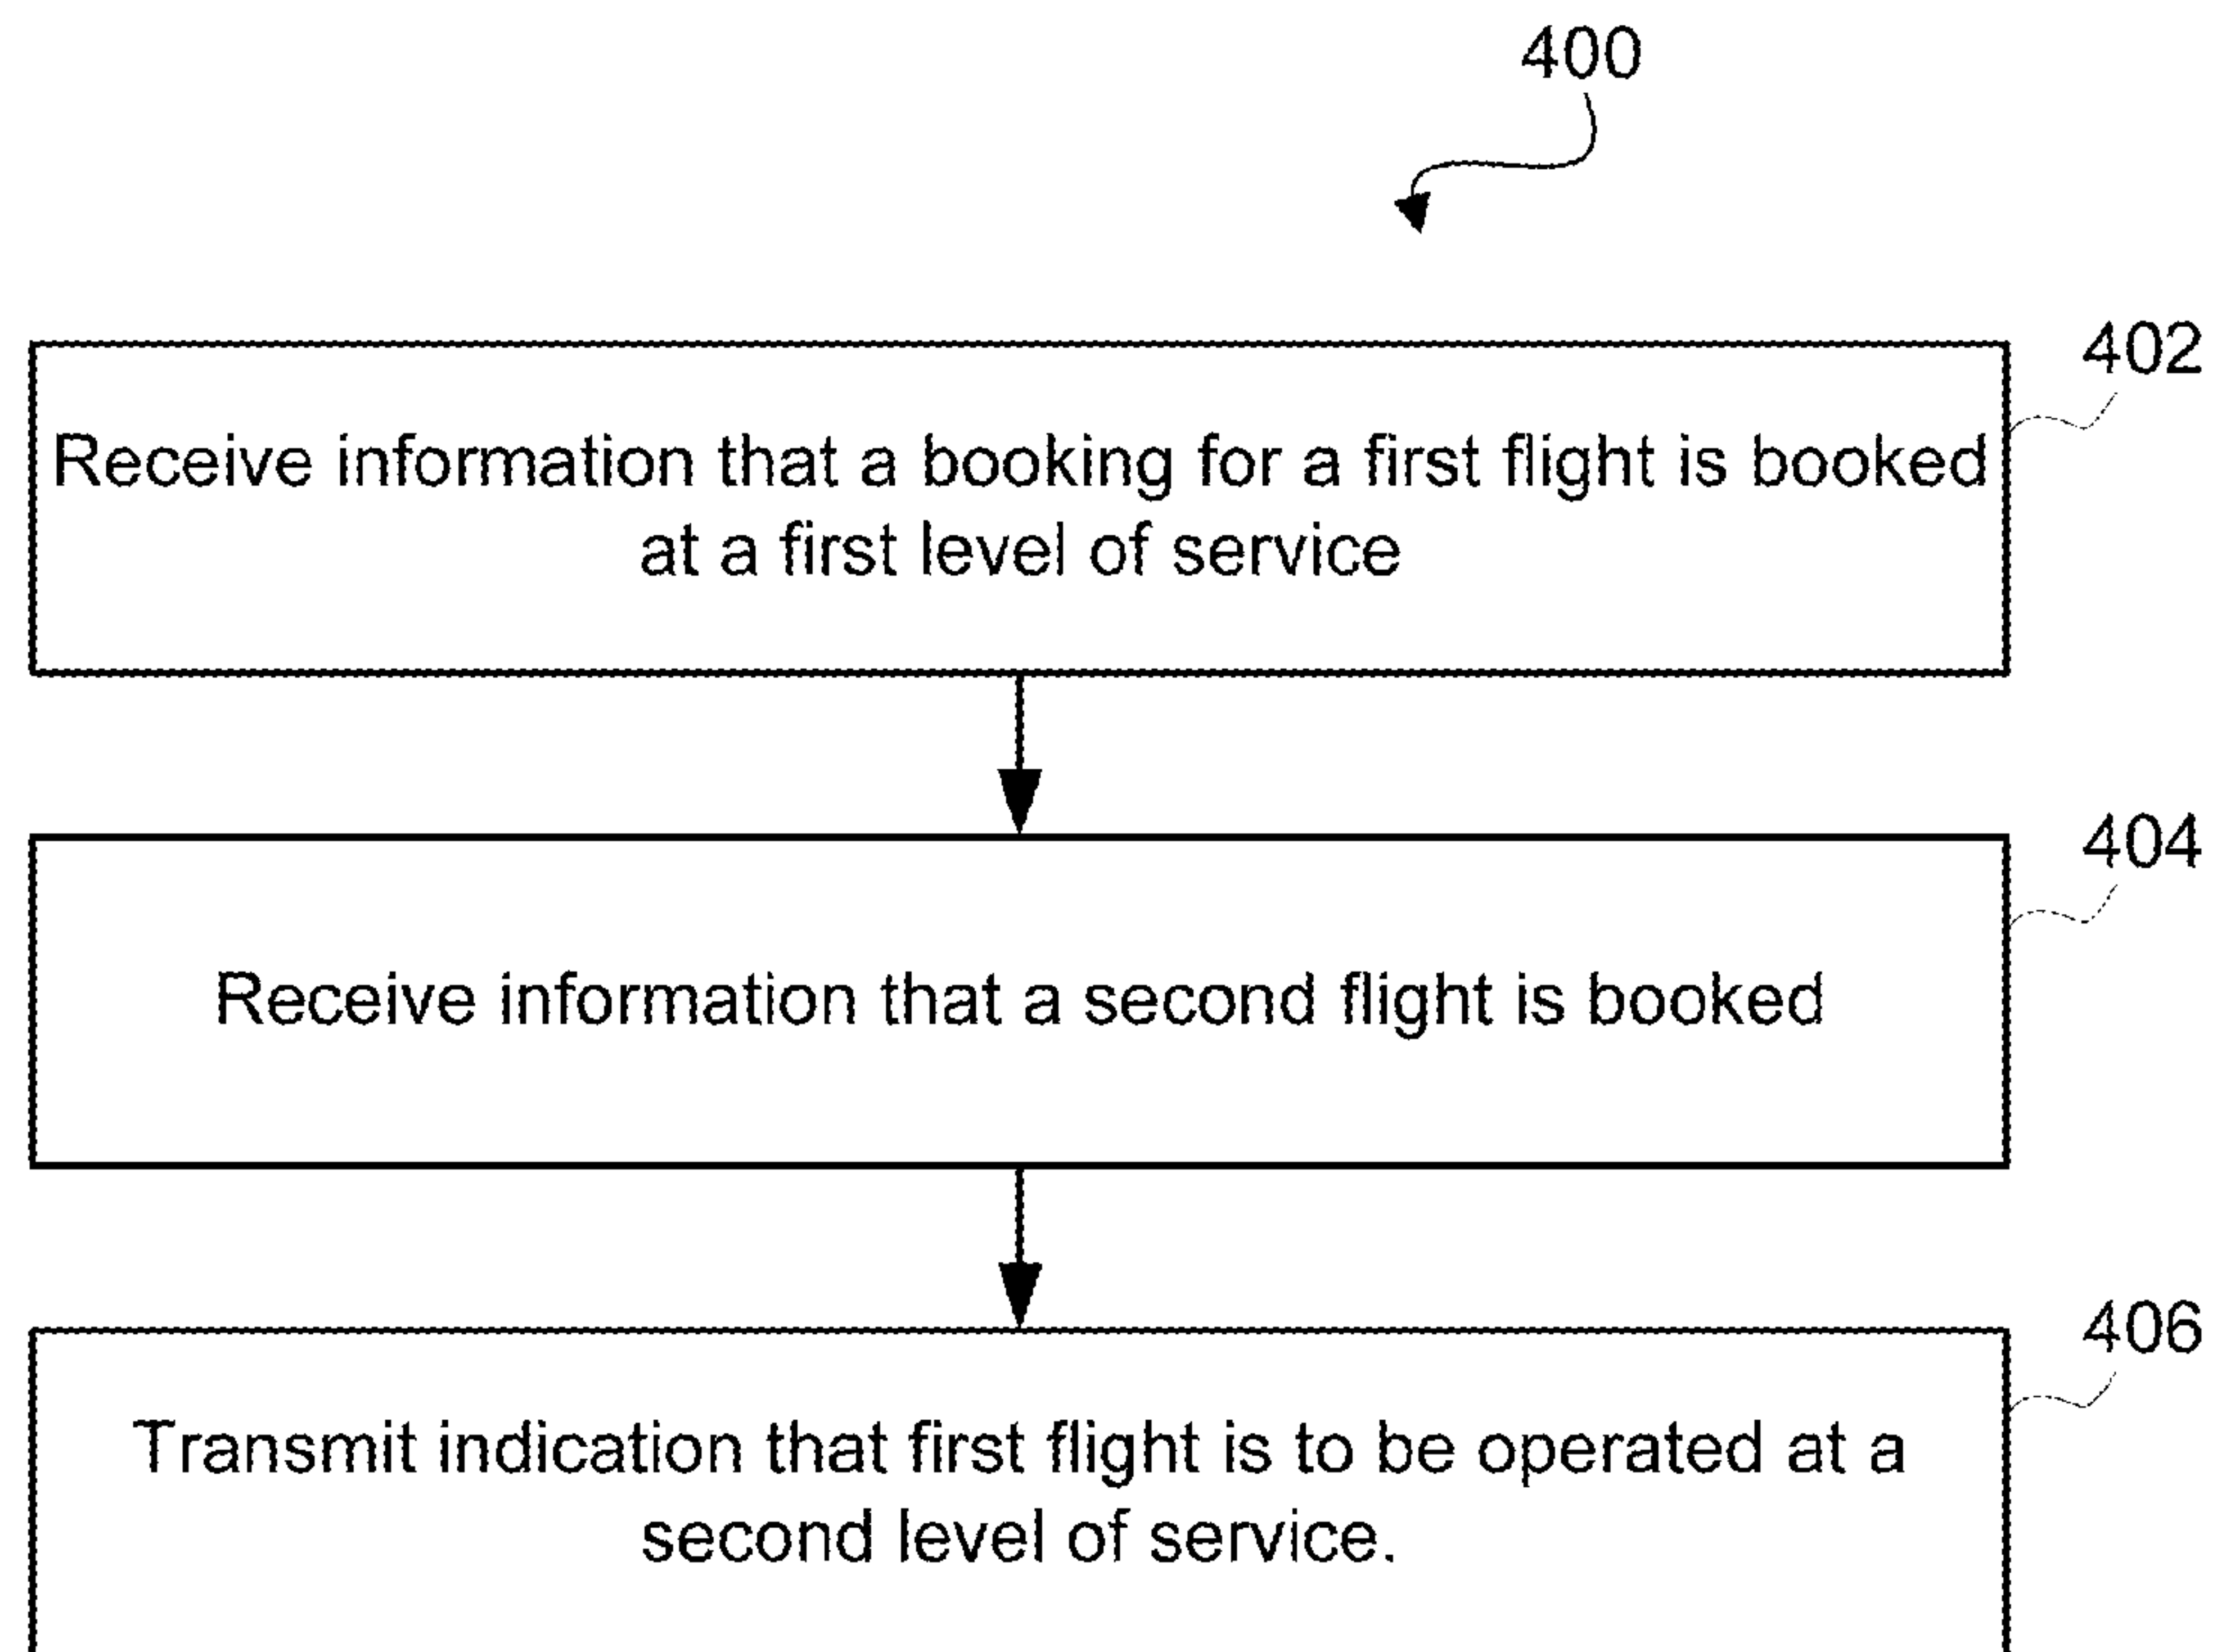 400
402
Receive information that a booking for a first flight is booked
at a first level of service
404
Receive information that a second flight is booked
406
Transmit indication that first flight is to be operated at a
second level of service.